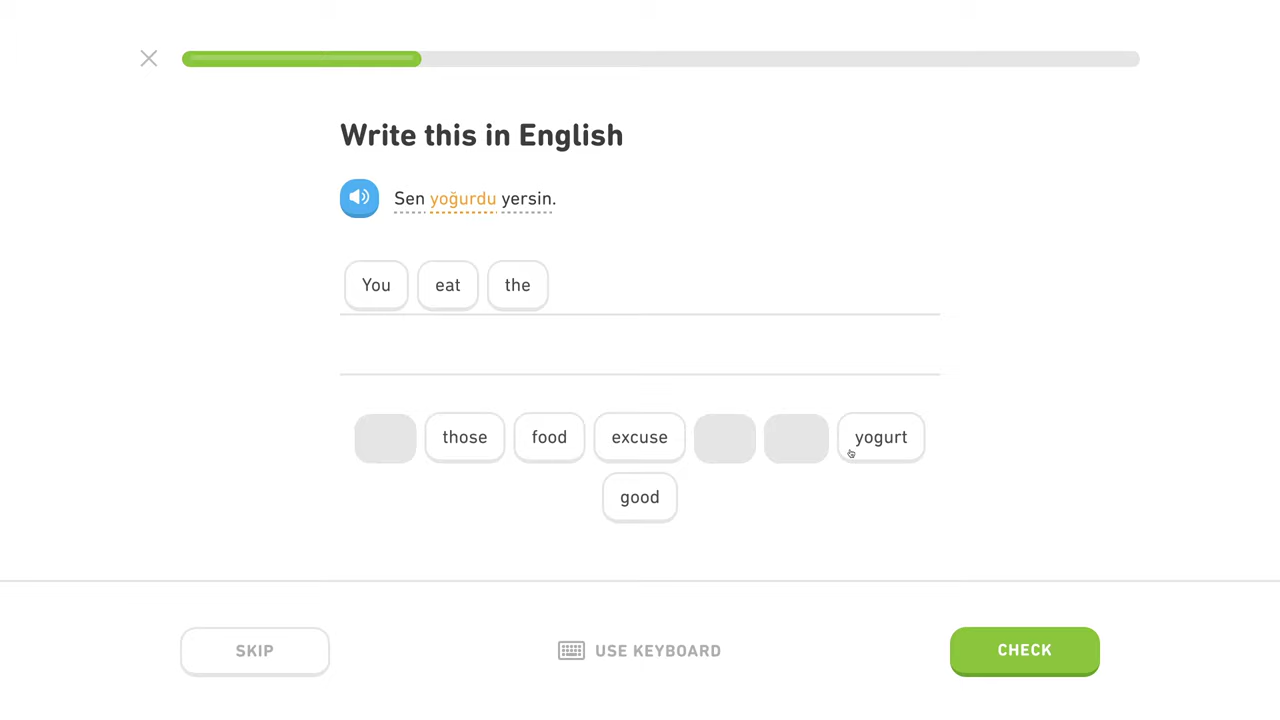 Write this in English
Sen yoğurdu yersin.
You eat the
those food excuse yogurt
good
SKIP USE KEYBOARD CHECK